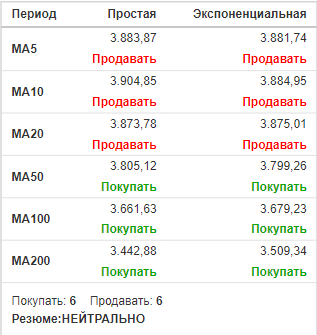 Период Простая Экспоненциальная
MA5 3.883,87 3.881,74
Продавать Продавать
MA10 3.904,85 3.884,95
Продавать Продавать
MA20 3.873,78 3.875,01
Продавать Продавать
MA50 3.805,12 3.799,26
Покупать Покупать
MA100 3.661,63 3.679,23
Покупать Покупать
MA200 3.442,88 3.509,34
Покупать Покупать
Покупать: 6 Продавать: 6
Резюме:НЕЙТРАЛЬНО